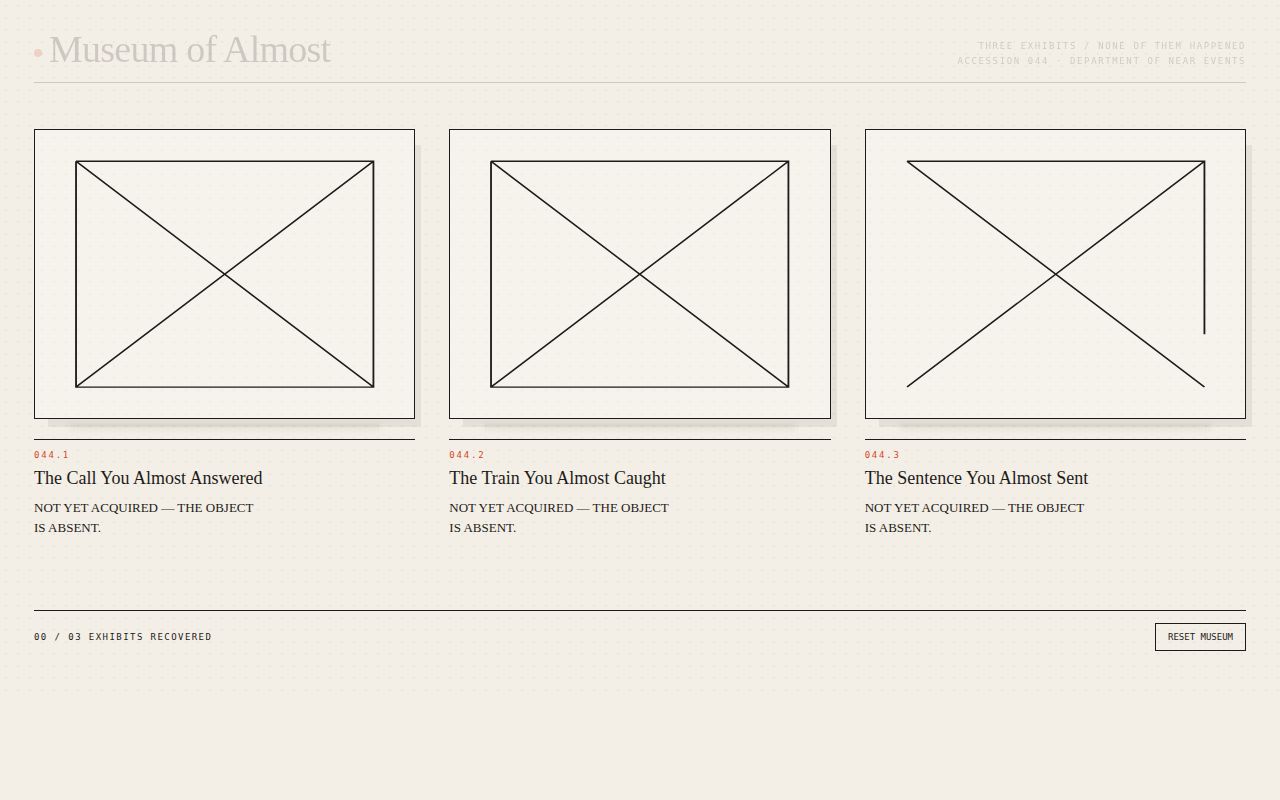 Museum of Almost
THREE EXHIBITS / NONE OF THEM HAPPENED
ACCESSION 044 · DEPARTMENT OF NEAR EVENTS
044.1
The Call You Almost Answered
NOT YET ACQUIRED — THE OBJECT
IS ABSENT.
044.2
The Train You Almost Caught
NOT YET ACQUIRED — THE OBJECT
IS ABSENT.
044.3
The Sentence You Almost Sent
NOT YET ACQUIRED — THE OBJECT
IS ABSENT.
00 / 03 EXHIBITS RECOVERED
RESET MUSEUM